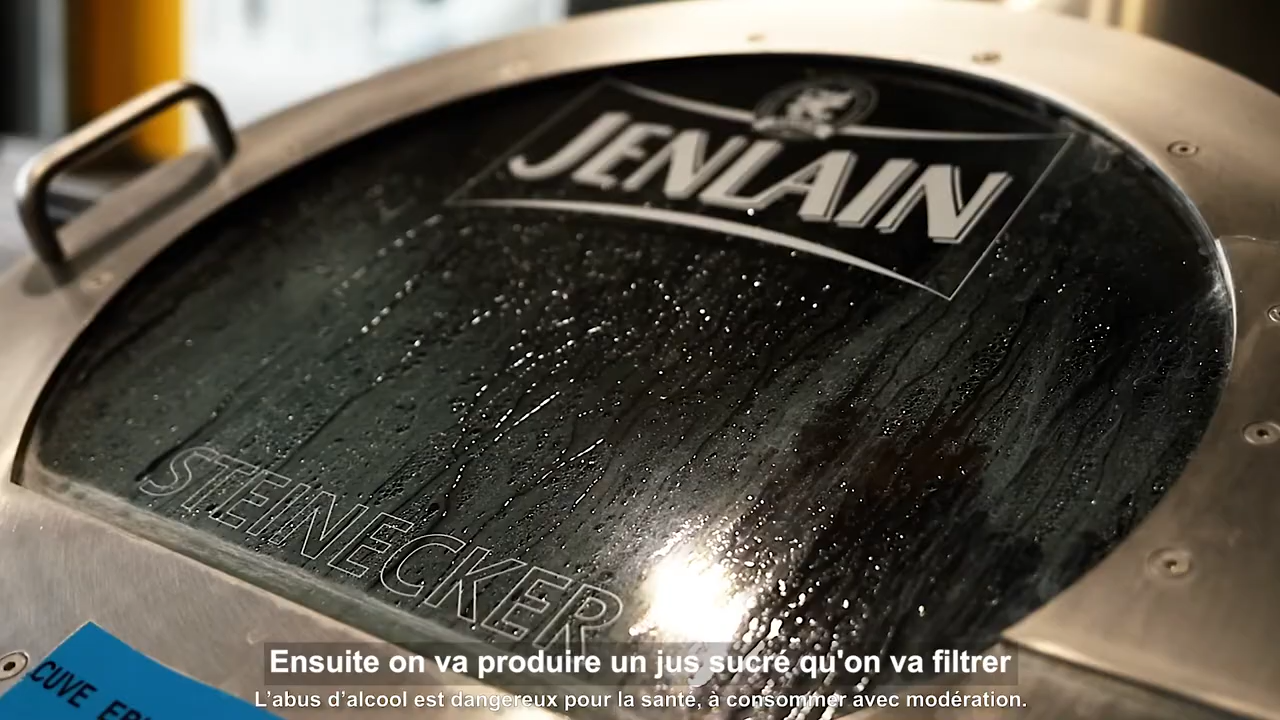 JENLAIN
STEINECKER
CUVE
Ensuite on va produire un jus sucré qu'on va filtrer
L'abus d'alcool est dangereux pour la santé, à consommer avec modération.